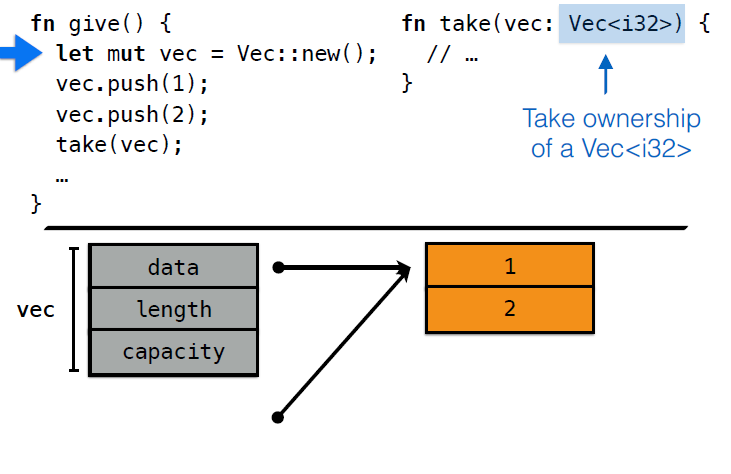 fn give() {
let mut vec = Vec::new();
vec.push(1);
vec.push(2);
take(vec);
…
}
fn take(vec: Vec<i32>) {
// …
}
Take ownership
of a Vec<i32>
vec
data
length
capacity
1
2